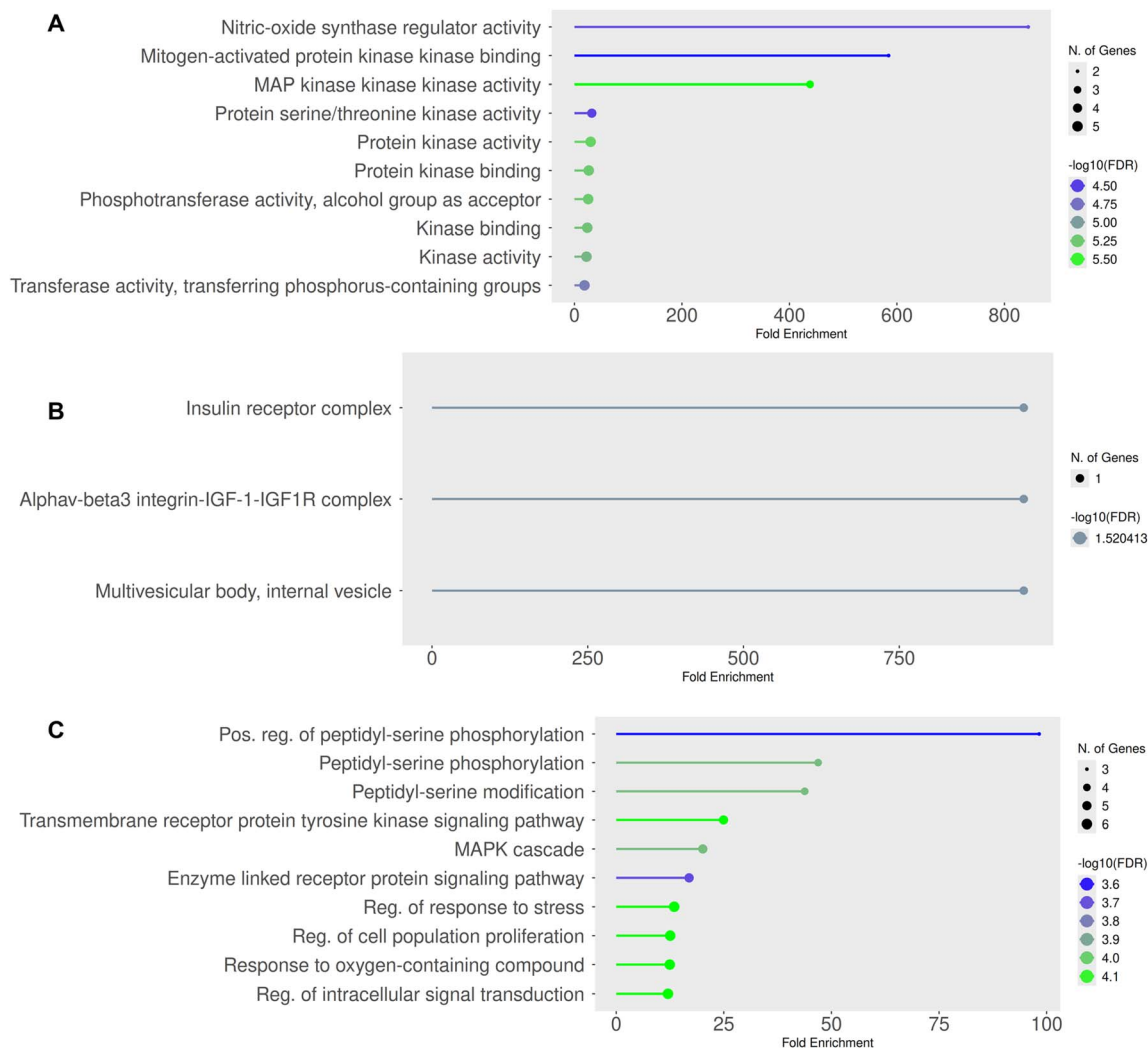 A
Nitric-oxide synthase regulator activity
Mitogen-activated protein kinase kinase binding
MAP kinase kinase kinase activity
Protein serine/threonine kinase activity
Protein kinase activity
Protein kinase binding
Phosphotransferase activity, alcohol group as acceptor
Kinase binding
Kinase activity
Transferase activity, transferring phosphorus-containing groups
0 200 400 600 800
Fold Enrichment
N. of Genes
2
3
4
5
-log10(FDR)
4.50
4.75
5.00
5.25
5.50
B
Insulin receptor complex
Alphav-beta3 integrin-IGF-1-IGF1R complex
Multivesicular body, internal vesicle
0 250 500 750
Fold Enrichment
N. of Genes
1
-log10(FDR)
1.520413
C
Pos. reg. of peptidyl-serine phosphorylation
Peptidyl-serine phosphorylation
Peptidyl-serine modification
Transmembrane receptor protein tyrosine kinase signaling pathway
MAPK cascade
Enzyme linked receptor protein signaling pathway
Reg. of response to stress
Reg. of cell population proliferation
Response to oxygen-containing compound
Reg. of intracellular signal transduction
0 25 50 75 100
Fold Enrichment
N. of Genes
3
4
5
6
-log10(FDR)
3.6
3.7
3.8
3.9
4.0
4.1